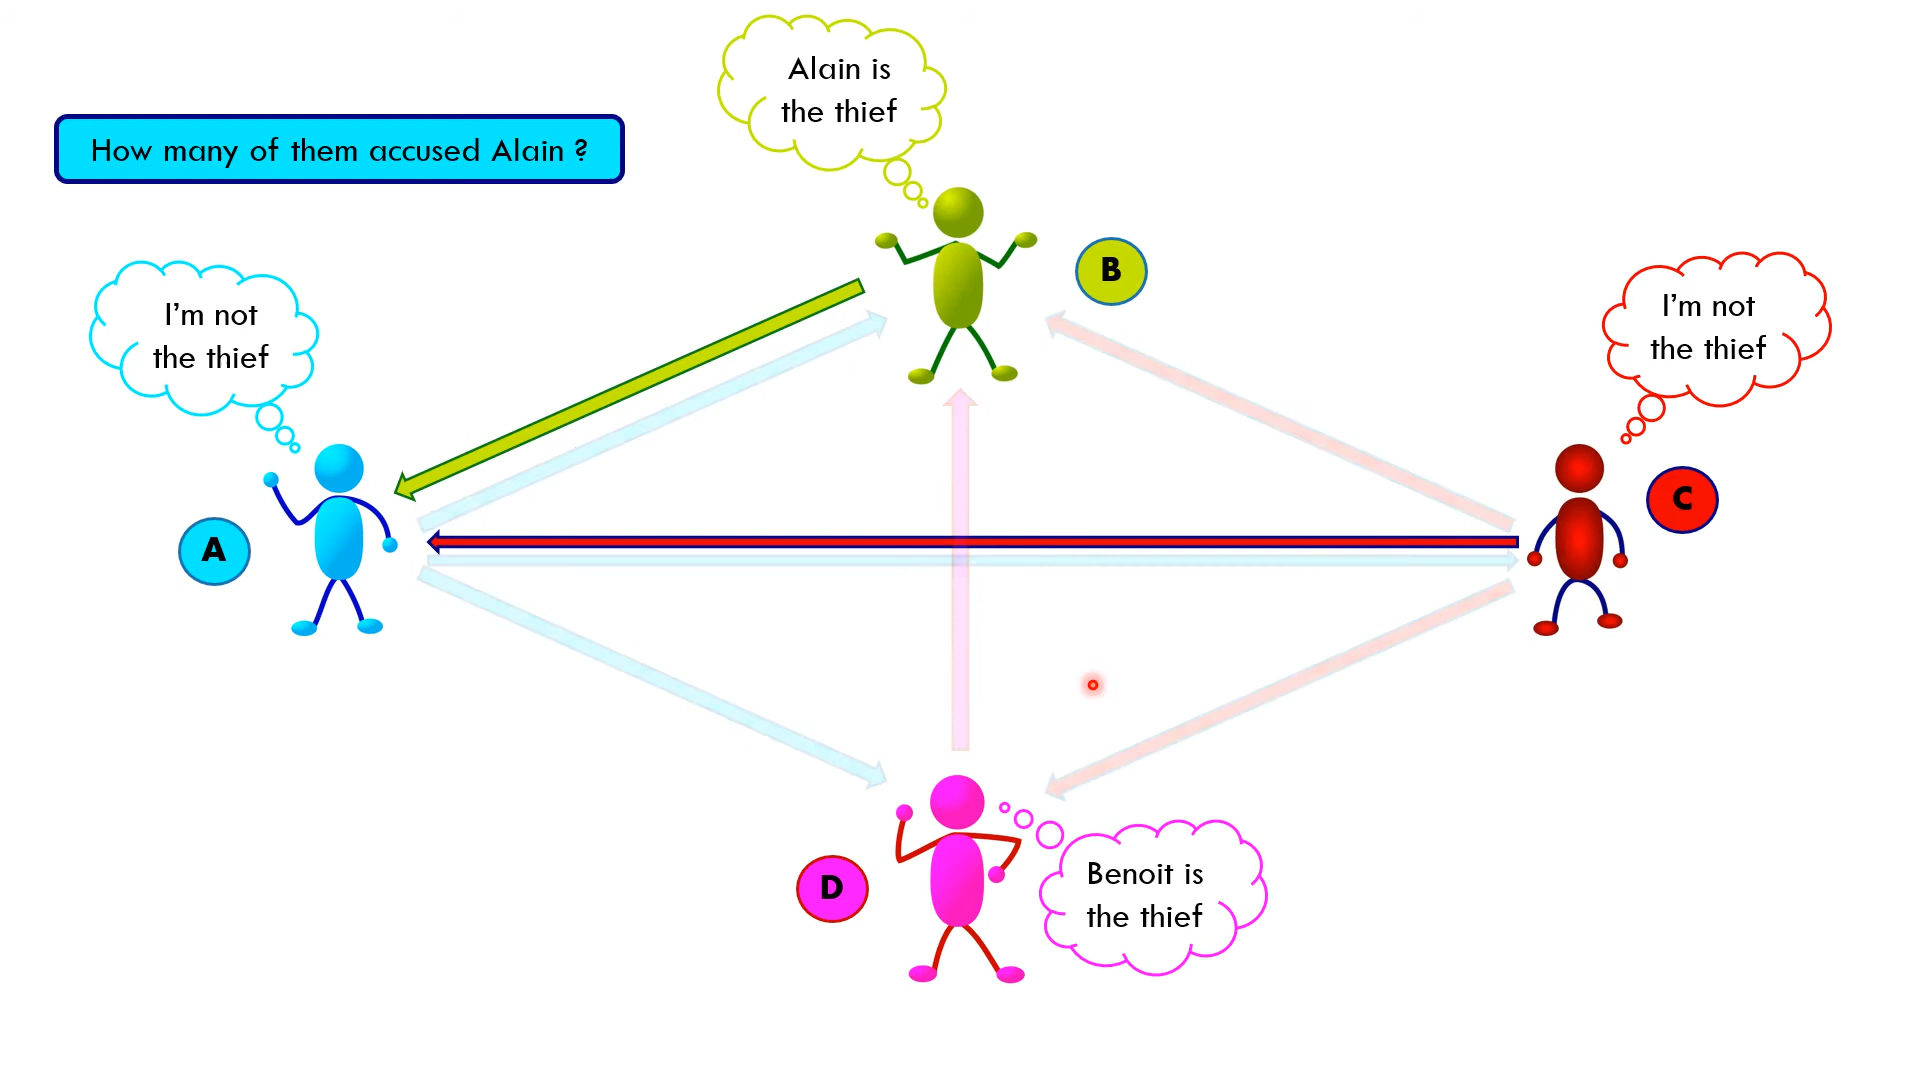 Alain is
the thief
How many of them accused Alain ?
B
I'm not
the thief
I'm not
the thief
A
C
D
Benoit is
the thief